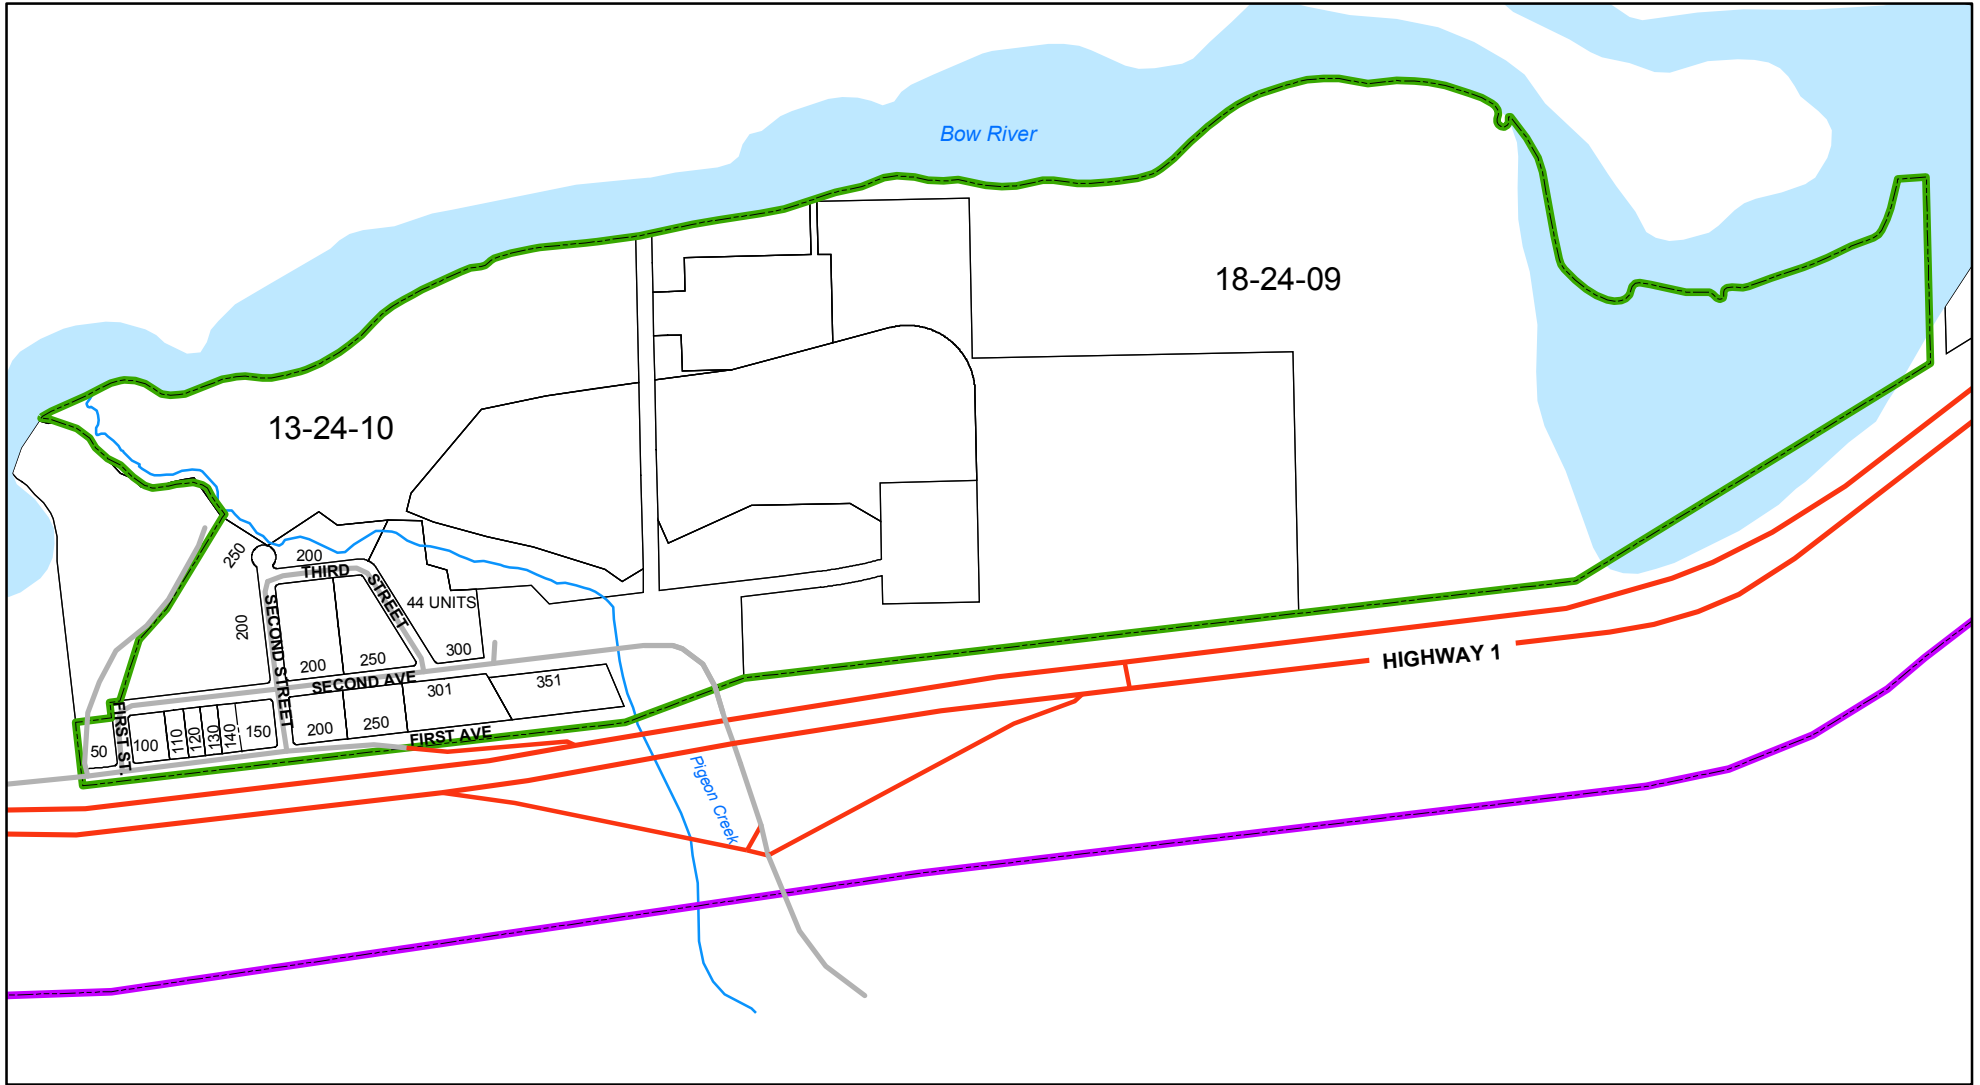 Bow River
18-24-09
13-24-10
250
200
THIRD
STREET
44 UNITS
200
SECOND STREET
300
200
250
SECOND AVE
301
351
HIGHWAY 1
FIRST ST.
50
100
110
120
130
140
150
200
250
FIRST AVE
Pigeon Creek